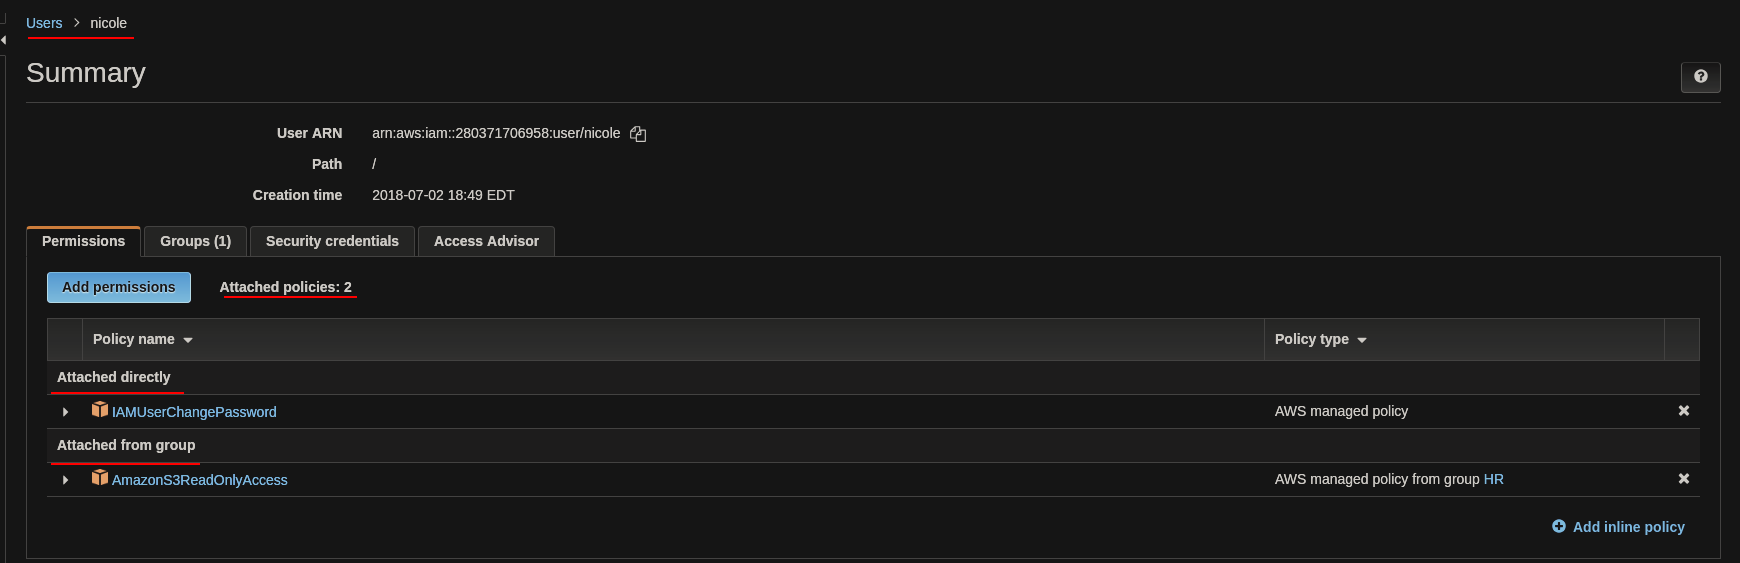 Users > nicole
Summary
User ARN arn:aws:iam::280371706958:user/nicole
Path /
Creation time 2018-07-02 18:49 EDT
Permissions Groups (1) Security credentials Access Advisor
Add permissions Attached policies: 2
Policy name Policy type
Attached directly
IAMUserChangePassword AWS managed policy
Attached from group
AmazonS3ReadOnlyAccess AWS managed policy from group HR
Add inline policy